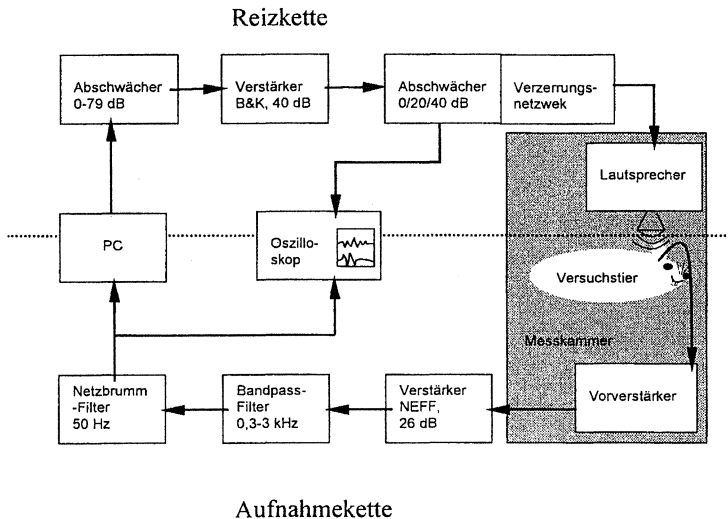 Reizkette
Abschwächer
0-79 dB
Verstärker
B&K, 40 dB
Abschwächer
0/20/40 dB
Verzerrungs-
netzwek
Lautsprecher
PC
Oszillo-
skop
Versuchstier
Messkammer
Netzbrumm
-Filter
50 Hz
Bandpass-
Filter
0,3-3 kHz
Verstärker
NEFF,
26 dB
Vorverstärker
Aufnahmekette